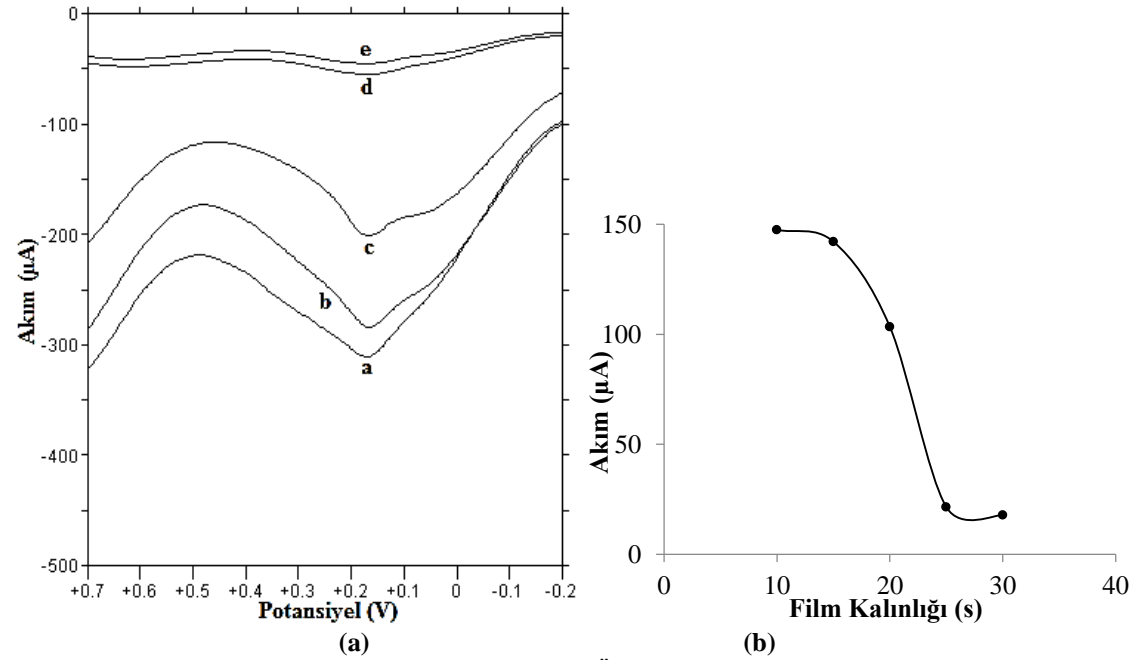 0
-100
-200
-300
-400
-500
Akım (µA)
e
d
c
b
a
+0.7 +0.6 +0.5 +0.4 +0.3 +0.2 +0.1 0 -0.1 -0.2
Potansiyel (V)
(a)
150
100
50
0
Akım (µA)
0 10 20 30 40
Film Kalınlığı (s)
(b)